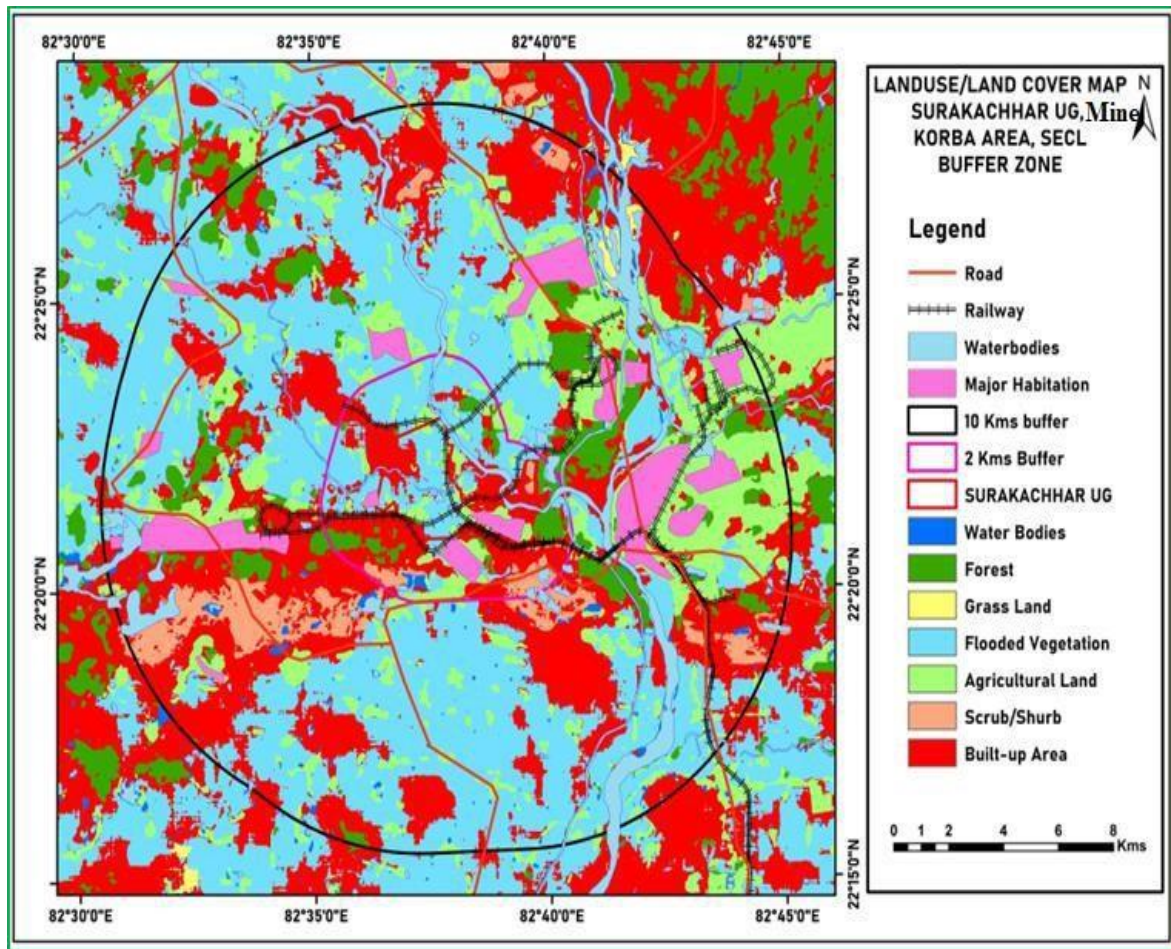 82°30'0"E 82°35'0"E 82°40'0"E 82°45'0"E
22°25'0"N
22°20'0"N
22°25'0"N
22°20'0"N
22°15'0"N
82°30'0"E 82°35'0"E 82°40'0"E 82°45'0"E
LANDUSE/LAND COVER MAP N
SURAKACHHAR UG, Mine
KORBA AREA, SECL
BUFFER ZONE
Legend
Road
Railway
Waterbodies
Major Habitation
10 Kms buffer
2 Kms Buffer
SURAKACHHAR UG
Water Bodies
Forest
Grass Land
Flooded Vegetation
Agricultural Land
Scrub/Shurb
Built-up Area
0 1 2 4 6 8
Kms